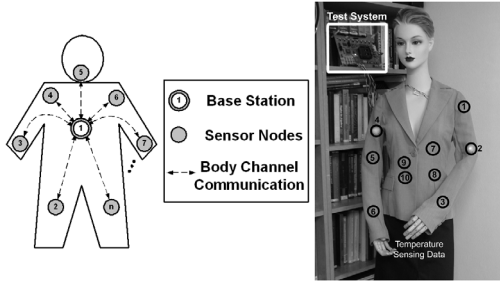 5
4
6
1
3
7
2
n
1
Base Station
Sensor Nodes
Body Channel
Communication
Test System
1
4
2
5
9
7
10
8
3
6
Temperature
Sensing Data